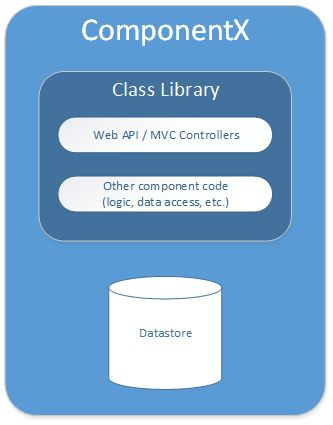 ComponentX
Class Library
Web API / MVC Controllers
Other component code
(logic, data access, etc.)
Datastore